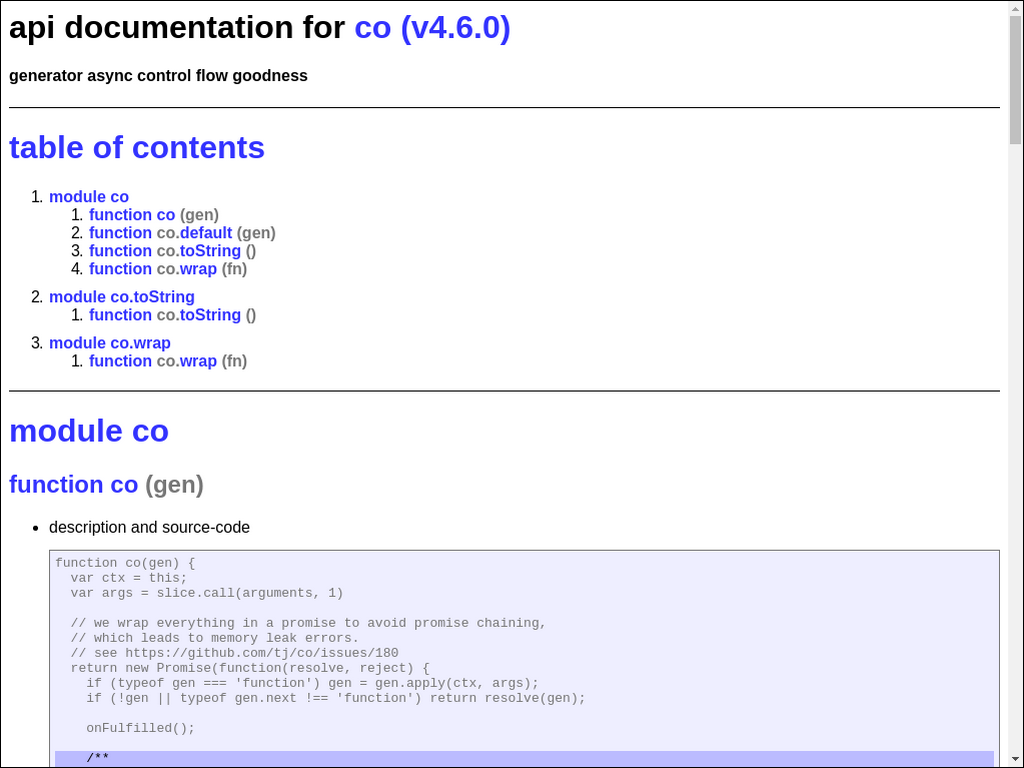 api documentation for co (v4.6.0)
generator async control flow goodness
table of contents
1. module co
1. function co (gen)
2. function co.default (gen)
3. function co.toString ()
4. function co.wrap (fn)
2. module co.toString
1. function co.toString ()
3. module co.wrap
1. function co.wrap (fn)
module co
function co (gen)
• description and source-code
function co(gen) {
  var ctx = this;
  var args = slice.call(arguments, 1)
  // we wrap everything in a promise to avoid promise chaining,
  // which leads to memory leak errors.
  // see https://github.com/tj/co/issues/180
  return new Promise(function(resolve, reject) {
    if (typeof gen === 'function') gen = gen.apply(ctx, args);
    if (!gen || typeof gen.next !== 'function') return resolve(gen);
    onFulfilled();
    /**